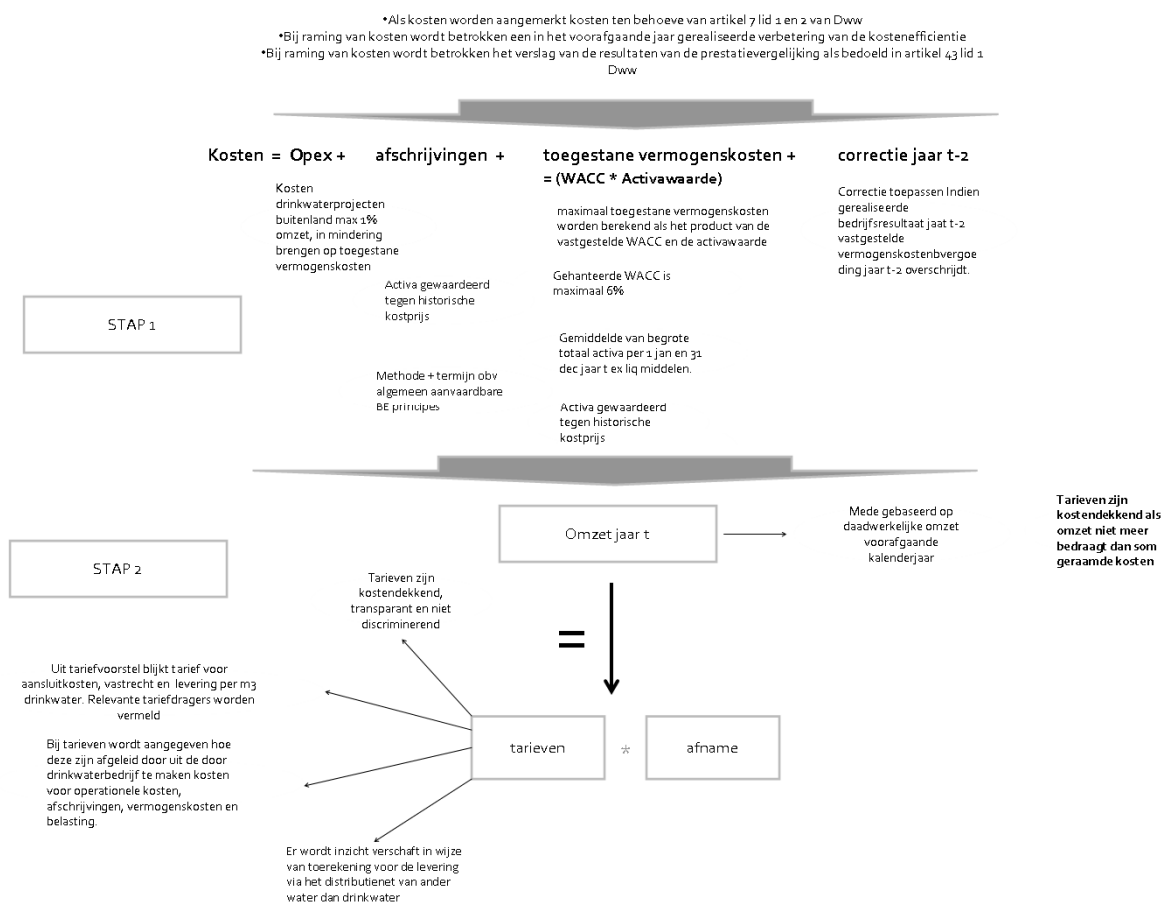 •Als kosten worden aangemerkt kosten ten behoeve van artikel 7 lid 1 en 2 van Dww
•Bij raming van kosten wordt betrokken een in het voorafgaande jaar gerealiseerde verbetering van de kostenefficientie
•Bij raming van kosten wordt betrokken het verslag van de resultaten van de prestatievergelijking als bedoeld in artikel 43 lid 1
Dww
Kosten = Opex + afschrijvingen + toegestane vermogenskosten + correctie jaar t-2
= (WACC * Activawaarde)
Kosten
drinkwaterprojecten
buitenland max 1%
omzet, in mindering
brengen op toegestane
vermogenskosten
Activa gewaardeerd
tegen historische
kostprijs
Methode + termijn obv
algemeen aanvaardbare
BE principes
maximaal toegestane vermogenskosten
worden berekend als het product van de
vastgestelde WACC en de activawaarde
Gehanteerde WACC is
maximaal 6%
Gemiddelde van begrote
totaal activa per 1 jan en 31
dec jaar t ex liq middelen.
Activa gewaardeerd
tegen historische
kostprijs
Correctie toepassen Indien
gerealiseerde
bedrijfsresultaat jaat t-2
vastgestelde
vermogenskostenbvergoe
ding jaar t-2 overschrijdt.
STAP 1
STAP 2
Omzet jaar t
Mede gebaseerd op
daadwerkelijke omzet
voorafgaande
kalenderjaar
Tarieven zijn
kostendekkend als
omzet niet meer
bedraagt dan som
geraamde kosten
Tarieven zijn
kostendekkend,
transparant en niet
discriminerend
=
Uit tariefvoorstel blijkt tarief voor
aansluitkosten, vastrecht en levering per m3
drinkwater. Relevante tariefdragers worden
vermeld
Bij tarieven wordt aangegeven hoe
deze zijn afgeleid door uit de door
drinkwaterbedrijf te maken kosten
voor operationele kosten,
afschrijvingen, vermogenskosten en
belasting.
tarieven * afname
Er wordt inzicht verschaft in wijze
van toerekening voor de levering
via het distributienet van ander
water dan drinkwater